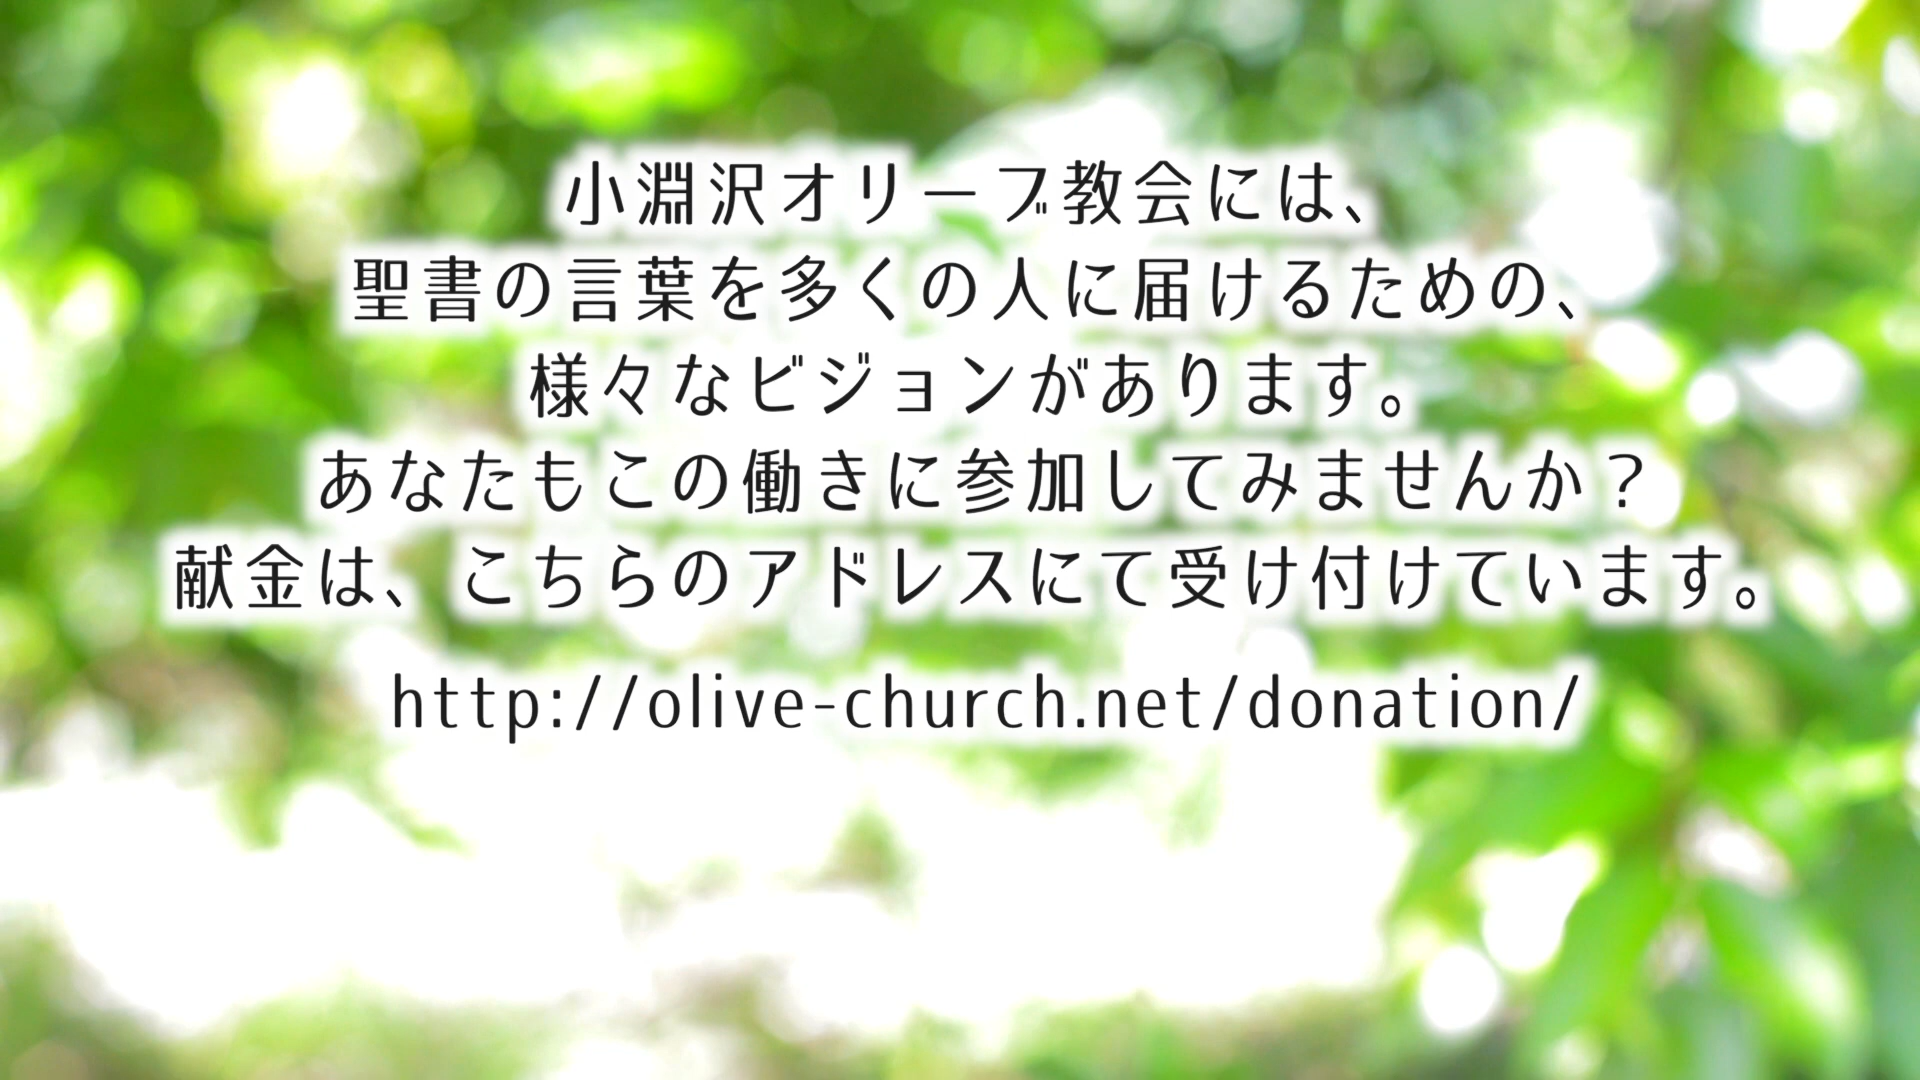 小淵沢オリーブ教会には、
聖書の言葉を多くの人に届けるための、
様々なビジョンがあります。
あなたもこの働きに参加してみませんか？
献金は、こちらのアドレスにて受け付けています。
http://olive-church.net/donation/